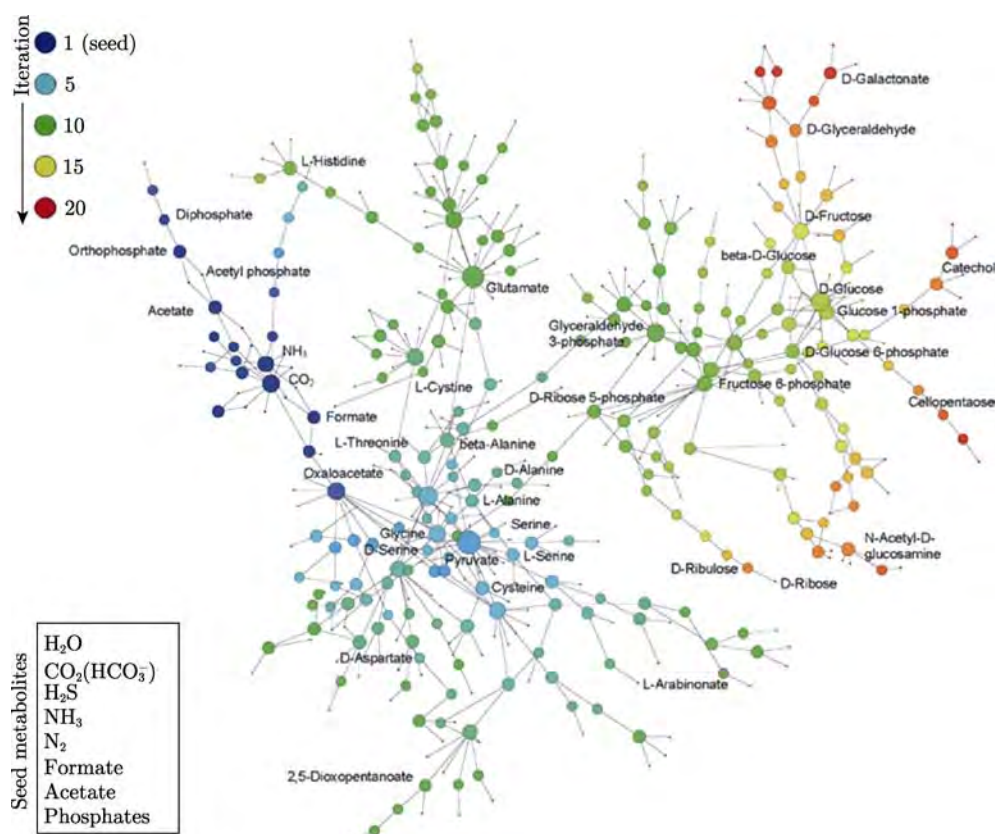 Iteration
1 (seed)
5
10
15
20
D-Galactonate
D-Glyceraldehyde
L-Histidine
Diphosphate
D-Fructose
Orthophosphate
beta-D-Glucose
Catechol
Acetyl phosphate
Glutamate
D-Glucose
Acetate
Glucose 1-phosphate
Glyceraldehyde
3-phosphate
NH₃
D-Glucose 6-phosphate
CO₂
L-Cystine
Fructose 6-phosphate
D-Ribose 5-phosphate
Cellopentaose
Formate
L-Threonine
beta-Alanine
Oxaloacetate
D-Alanine
L-Alanine
Glycine
Serine
N-Acetyl-D-
glucosamine
D-Serine
Pyruvate
L-Serine
D-Ribulose
D-Ribose
Cysteine
D-Aspartate
L-Arabinonate
2,5-Dioxopentanoate
Seed metabolites
H₂O
CO₂(HCO₃⁻)
H₂S
NH₃
N₂
Formate
Acetate
Phosphates